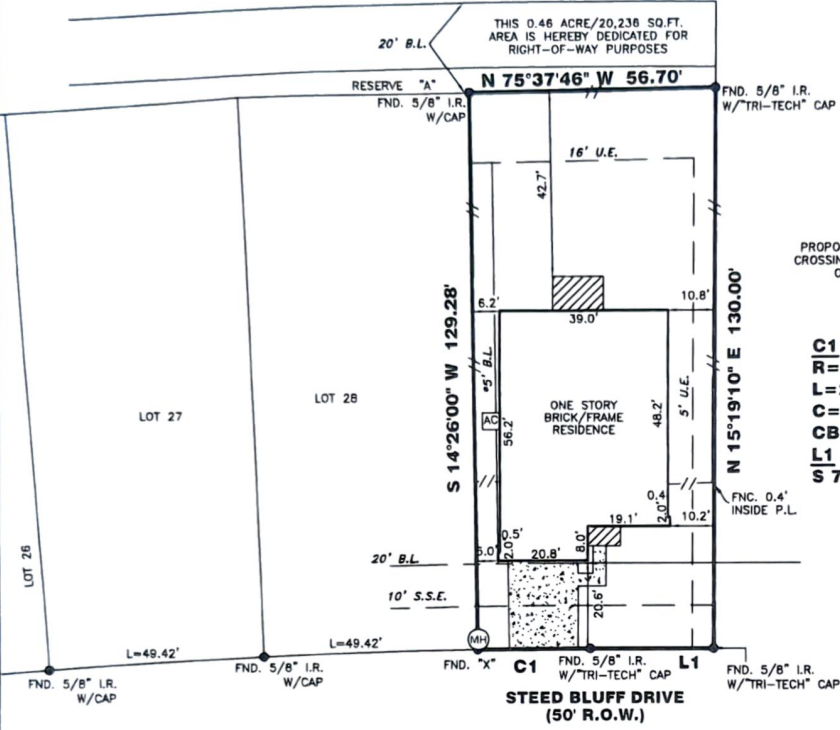 THIS 0.46 ACRE/20,236 SQ.FT.
AREA IS HEREBY DEDICATED FOR
RIGHT-OF-WAY PURPOSES
20' B.L.
RESERVE "A"
N 75°37'46" W 56.70'
FND. 5/8" I.R.
W/CAP
FND. 5/8" I.R.
W/"TRI-TECH" CAP
16' U.E.
42.7'
PROPO
CROSSIN
6.2'
39.0'
10.8'
S 14°26'00" W 129.28'
N 15°19'10" E 130.00'
*5' B.L.
5' U.E.
C1
R=
L=
C=
CB
L1
S 7
LOT 28
LOT 27
LOT 26
ONE STORY
BRICK/FRAME
RESIDENCE
AC
56.2'
48.2'
FNC. 0.4'
INSIDE P.L.
0.4
2.0'
19.1'
10.2'
0.5'
2.0'
5.0'
20.8'
8.0'
20' B.L.
10' S.S.E.
20.6'
MH
L=49.42'
L=49.42'
FND. 5/8" I.R.
W/CAP
FND. 5/8" I.R.
W/CAP
FND. "X"
C1
FND. 5/8" I.R.
W/"TRI-TECH" CAP
L1
FND. 5/8" I.R.
W/"TRI-TECH" CAP
STEED BLUFF DRIVE
(50' R.O.W.)